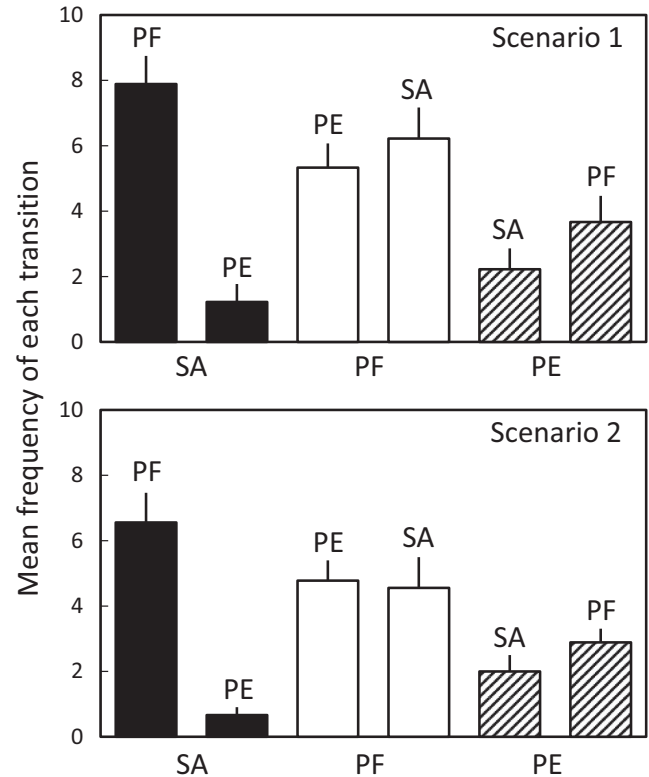 Mean frequency of each transition
Scenario 1
10
8
6
4
2
0
PF
PE
PE
SA
SA
PF
SA
PF
PE
Scenario 2
10
8
6
4
2
0
PF
PE
PE
SA
SA
PF
SA
PF
PE